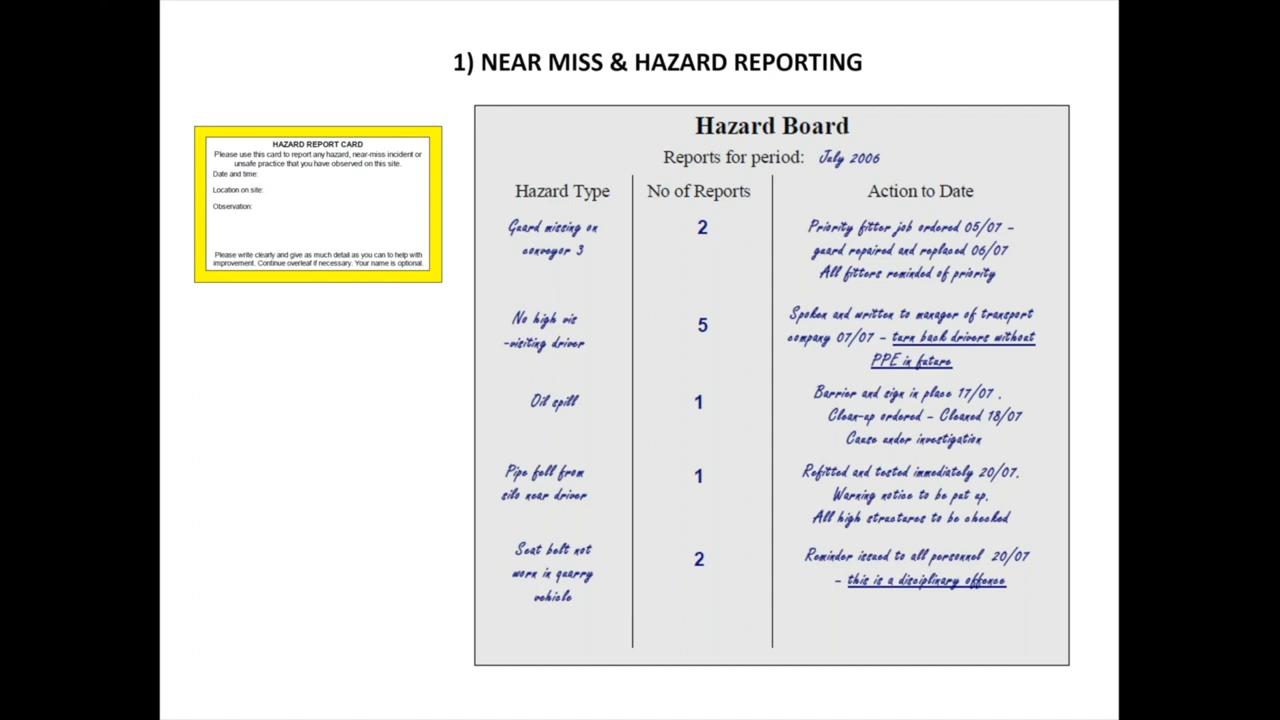 1) NEAR MISS & HAZARD REPORTING
HAZARD REPORT CARD
Please use this card to report any hazard, near-miss incident or
unsafe practice that you have observed on this site.
Date and time:
Location on site:
Observation:
Please write clearly and give as much detail as you can to help with
improvement. Continue overleaf if necessary. Your name is optional.
Hazard Board
Reports for period: July 2006
Hazard Type No of Reports Action to Date
Guard missing on
conveyor 3
2
Priority fitter job ordered 05/07 –
guard repaired and replaced 06/07
All fitters reminded of priority
No high vis
-visiting driver
5
Spoken and written to manager of transport
company 07/07 – turn back drivers without
PPE in future
Oil spill
1
Barrier and sign in place 17/07 .
Clean-up ordered – Cleaned 18/07
Cause under investigation
Pipe fell from
silo near driver
1
Refitted and tested immediately 20/07.
Warning notice to be put up.
All high structures to be checked
Seat belt not
worn in quarry
vehicle
2
Reminder issued to all personnel 20/07
– this is a disciplinary offence